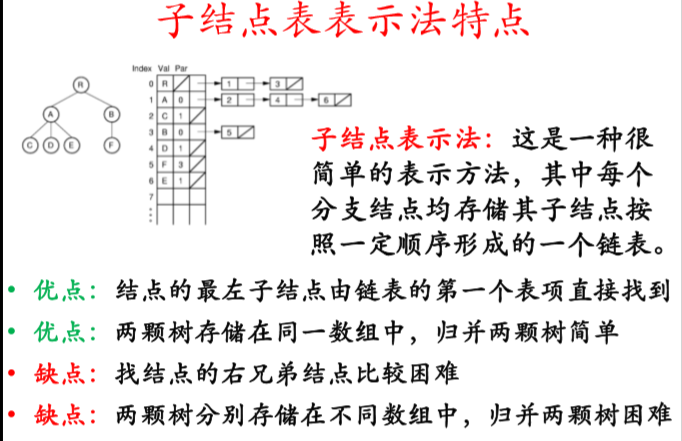 子结点表表示法特点
Index Val Par
0 R
1 A 0
2 C 1
3 B 0
4 D 1
5 F 3
6 E 1
7
1 3
2 4 6
5
R
A B
C D E F
子结点表示法：这是一种很
简单的表示方法，其中每个
分支结点均存储其子结点按
照一定顺序形成的一个链表。
• 优点：结点的最左子结点由链表的第一个表项直接找到
• 优点：两颗树存储在同一数组中，归并两颗树简单
• 缺点：找结点的右兄弟结点比较困难
• 缺点：两颗树分别存储在不同数组中，归并两颗树困难